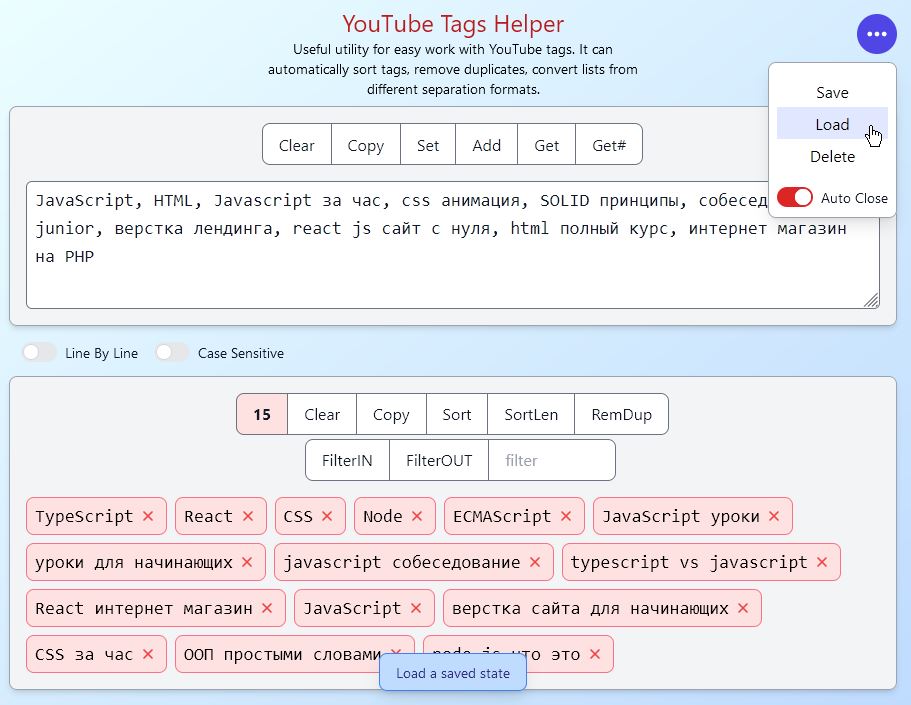 YouTube Tags Helper
Useful utility for easy work with YouTube tags. It can
automatically sort tags, remove duplicates, convert lists from
different separation formats.
Save
Load
Delete
Auto Close
Clear Copy Set Add Get Get#
JavaScript, HTML, Javascript за час, css анимация, SOLID принципы, собесед
junior, верстка лендинга, react js сайт с нуля, html полный курс, интернет магазин
на PHP
Line By Line Case Sensitive
15 Clear Copy Sort SortLen RemDup
FilterIN FilterOUT filter
TypeScript × React × CSS × Node × ECMAScript × JavaScript уроки ×
уроки для начинающих × javascript собеседование × typescript vs javascript ×
React интернет магазин × JavaScript × верстка сайта для начинающих ×
CSS за час × ООП простыми словами × node js что это ×
Load a saved state